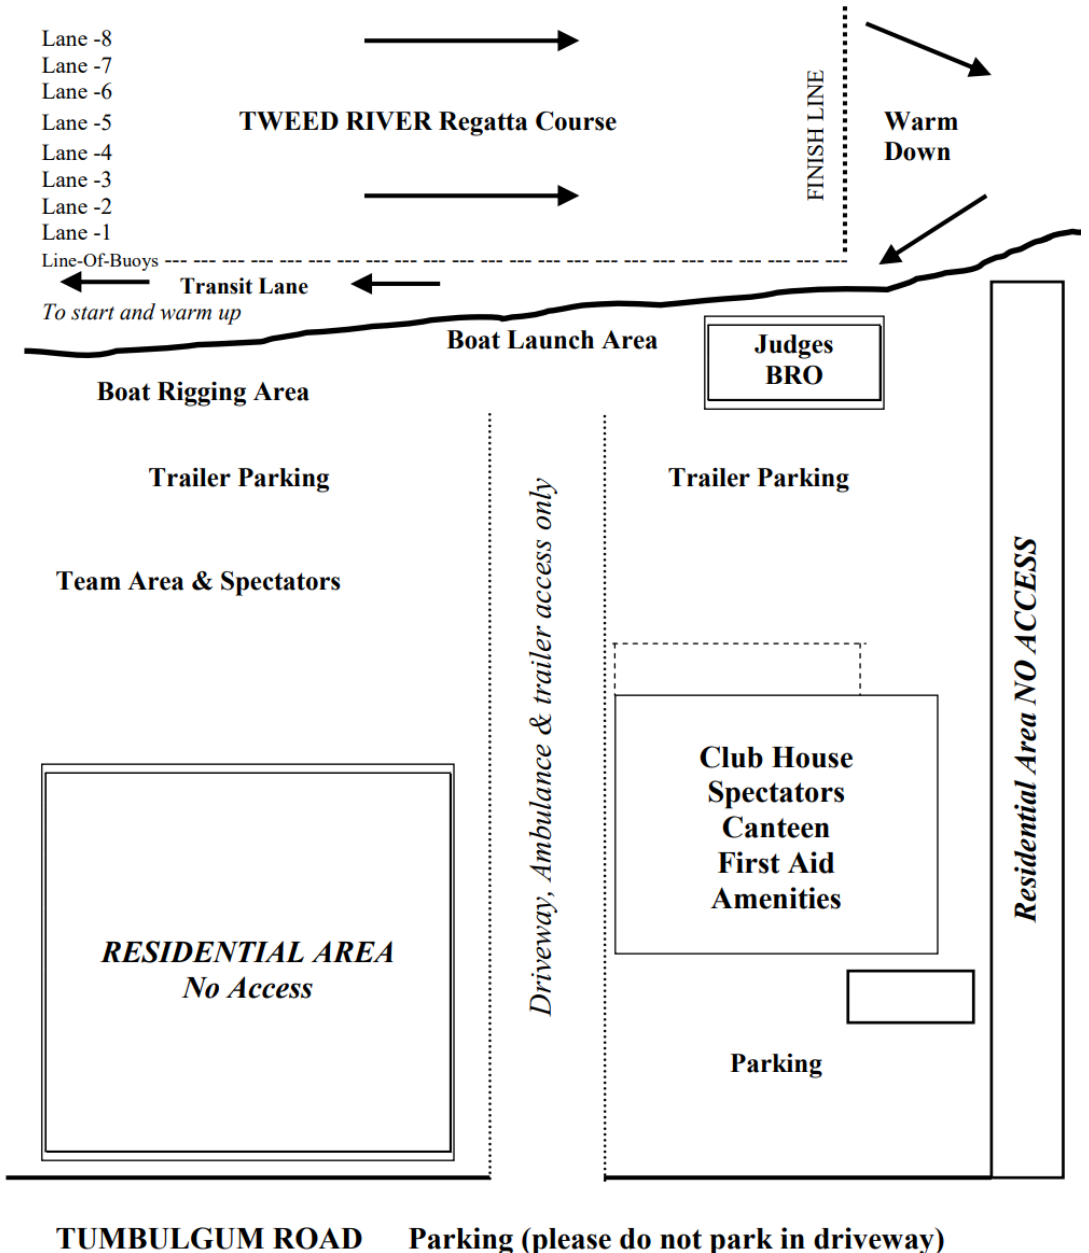 Lane -8
Lane -7
Lane -6
Lane -5
TWEED RIVER Regatta Course
FINISH LINE
Warm
Down
Lane -4
Lane -3
Lane -2
Lane -1
Line-Of-Buoys
Transit Lane
To start and warm up
Boat Launch Area
Judges
BRO
Boat Rigging Area
Trailer Parking
Trailer Parking
Team Area & Spectators
Driveway, Ambulance & trailer access only
Residential Area NO ACCESS
Club House
Spectators
Canteen
First Aid
Amenities
RESIDENTIAL AREA
No Access
Parking
TUMBULGUM ROAD Parking (please do not park in driveway)